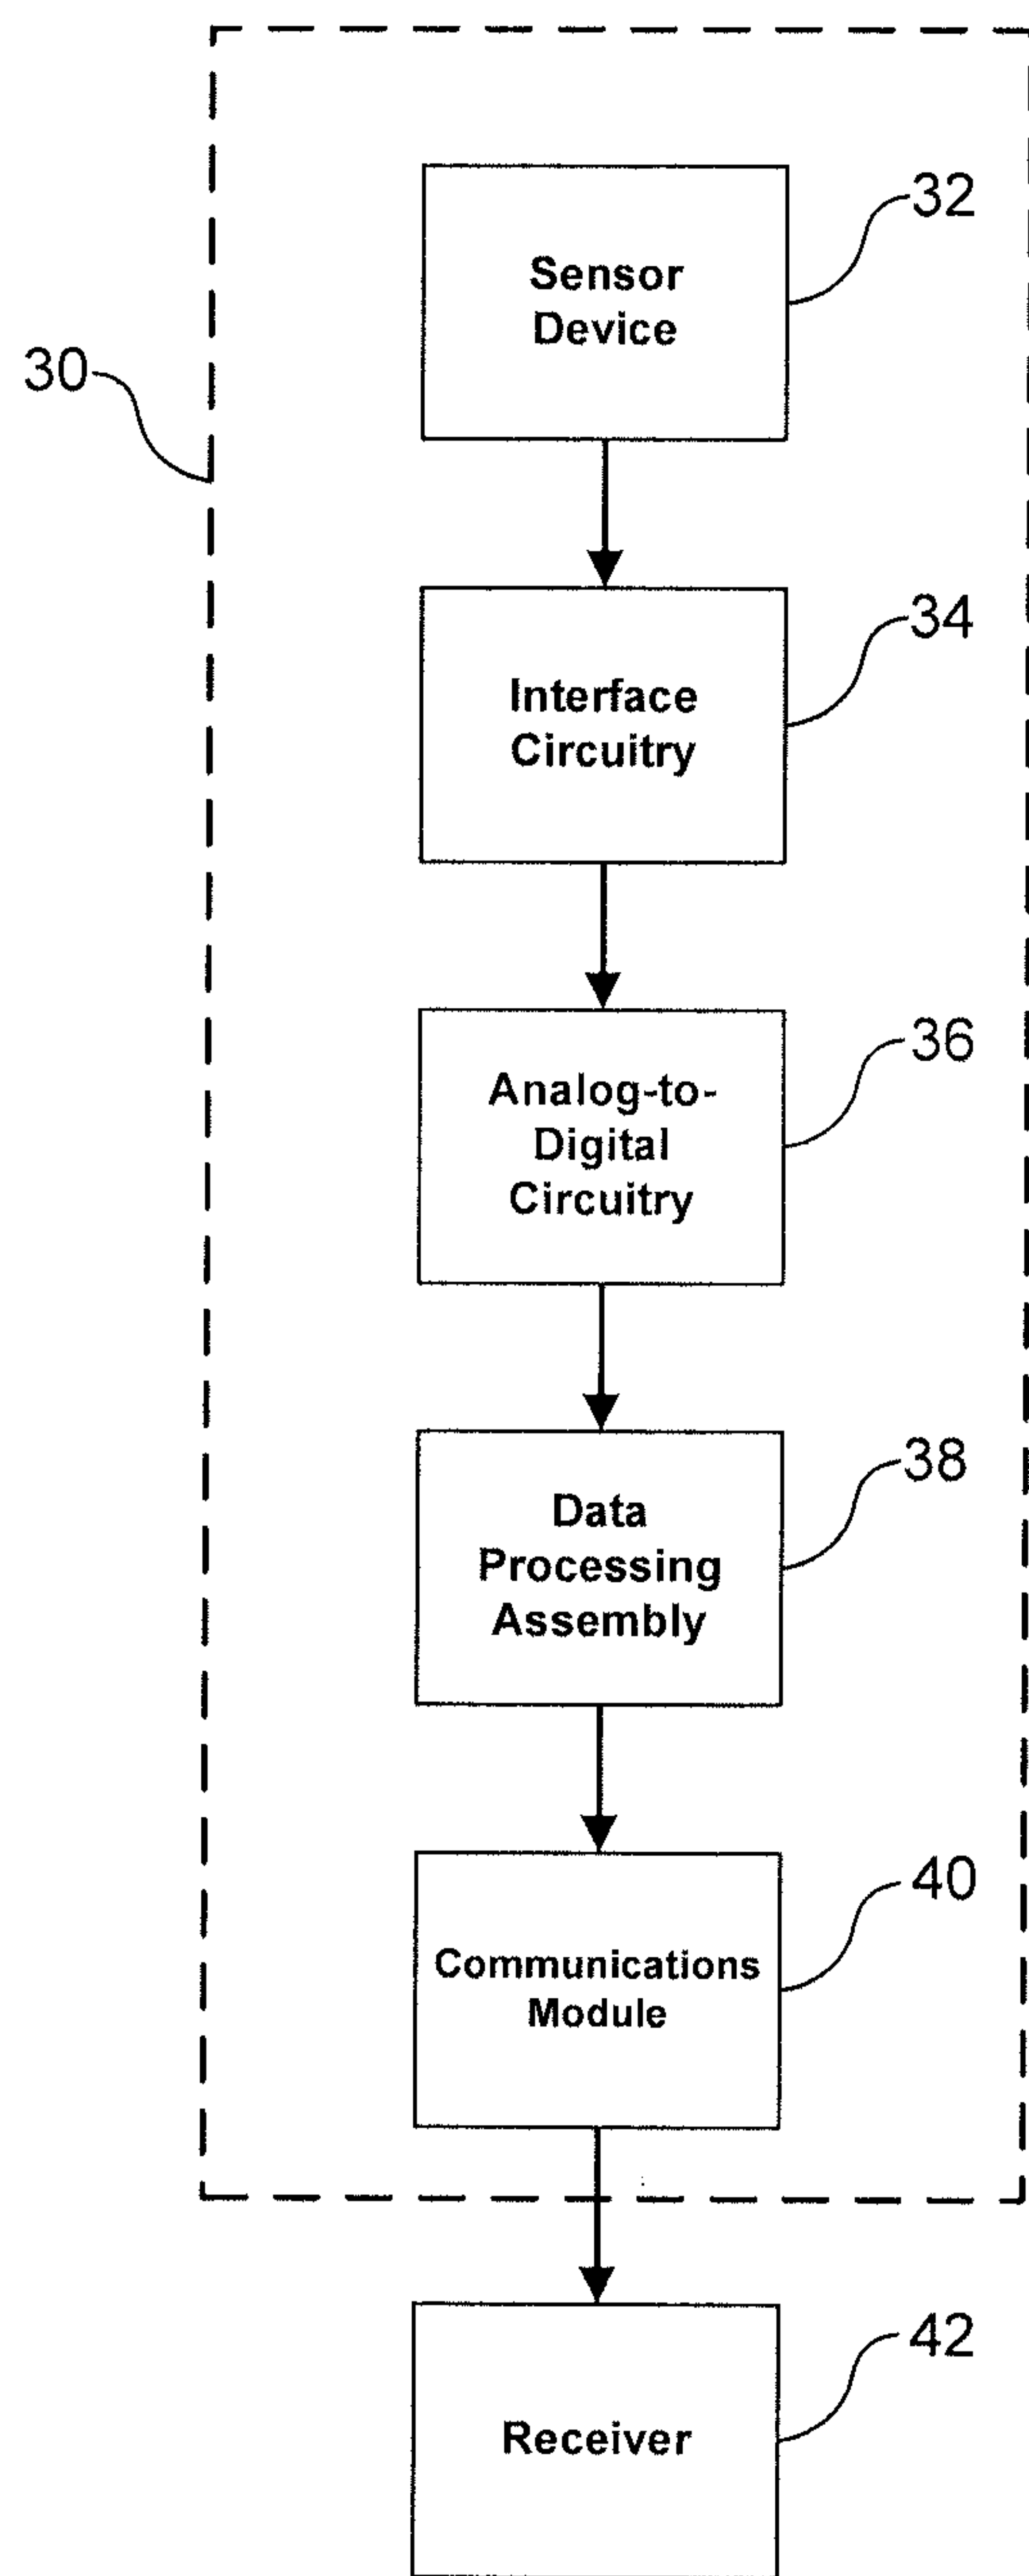 32
Sensor
Device
30
34
Interface
Circuitry
36
Analog-to-
Digital
Circuitry
38
Data
Processing
Assembly
40
Communications
Module
42
Receiver